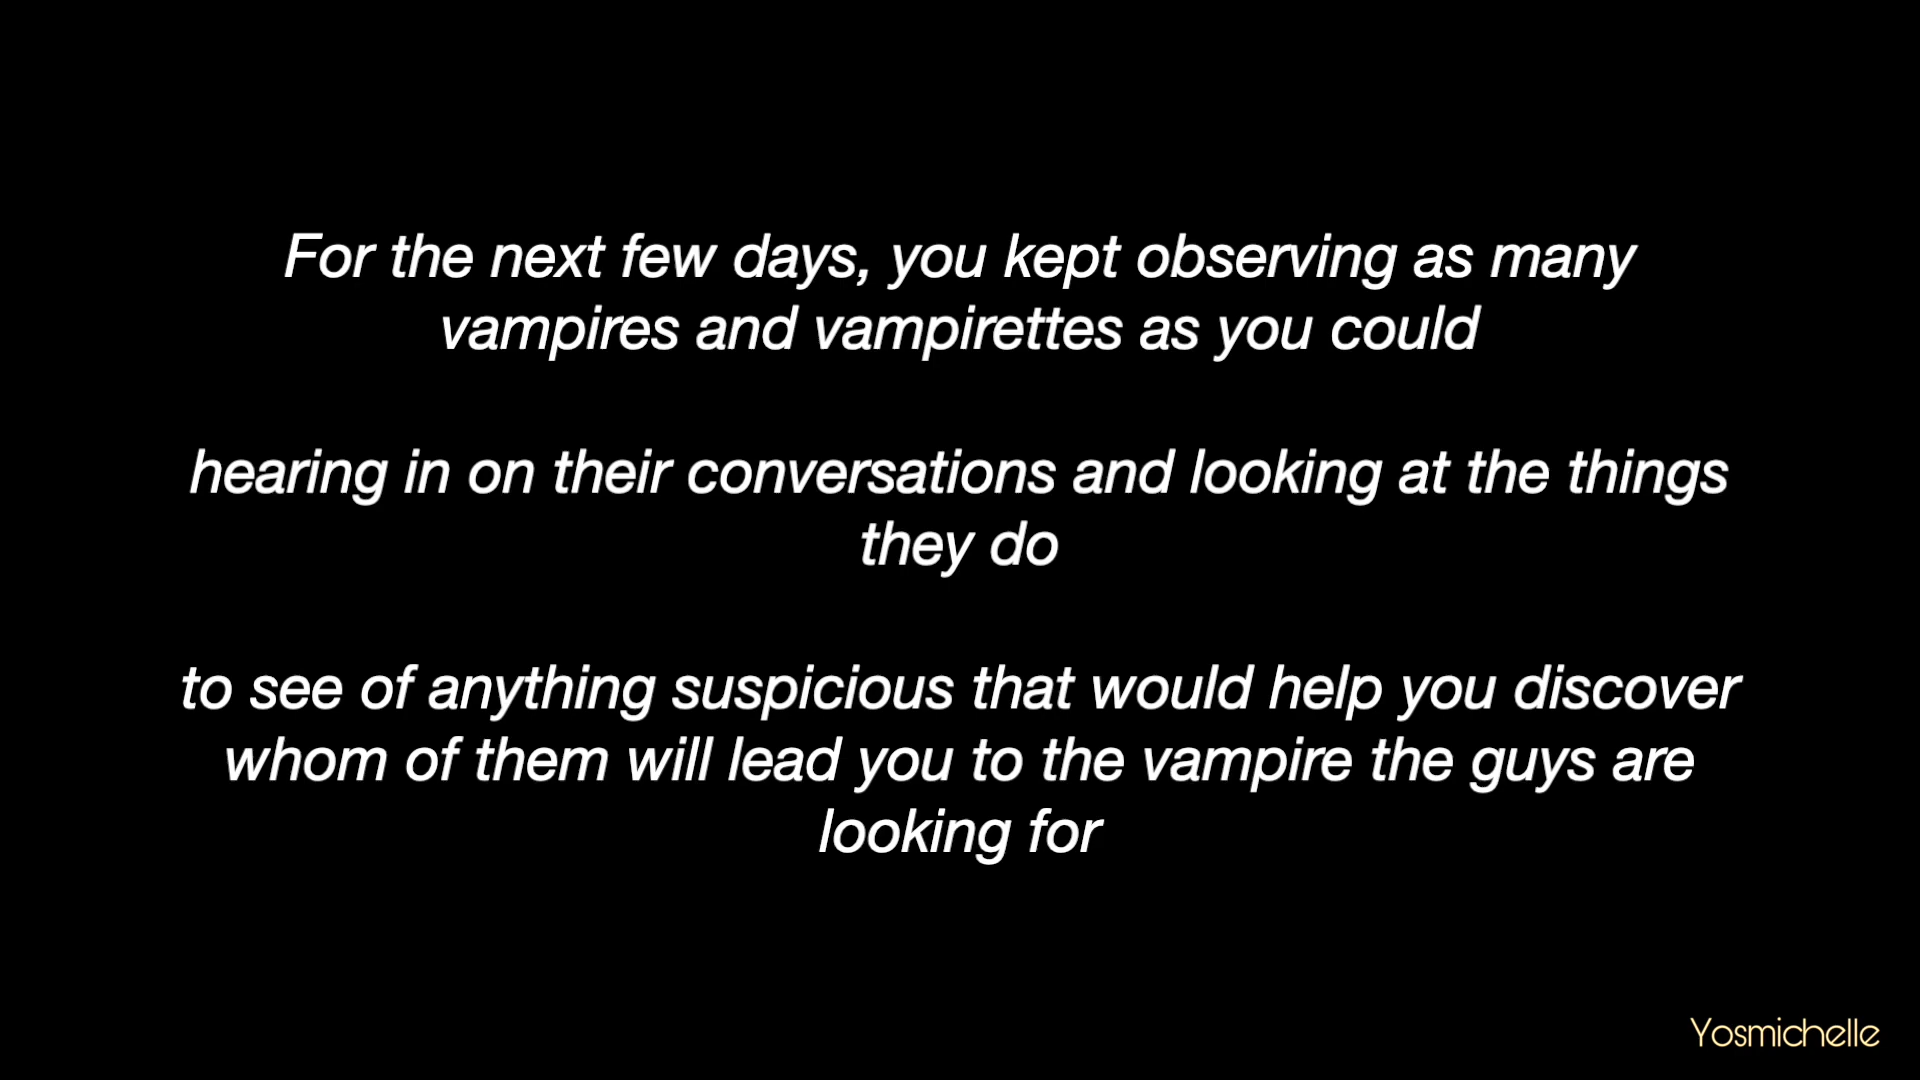 For the next few days, you kept observing as many
vampires and vampirettes as you could
hearing in on their conversations and looking at the things
they do
to see of anything suspicious that would help you discover
whom of them will lead you to the vampire the guys are
looking for
Yosmichelle